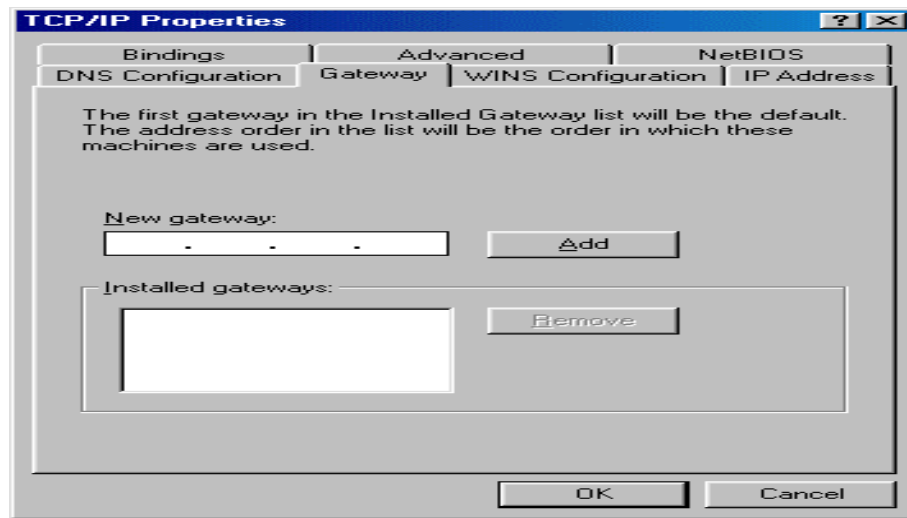 TCP/IP Properties
Bindings
Advanced
NetBIOS
DNS Configuration
Gateway
WINS Configuration
IP Address
The first gateway in the Installed Gateway list will be the default.
The address order in the list will be the order in which these
machines are used.
New gateway:
. . .
Add
Installed gateways:
Remove
OK
Cancel